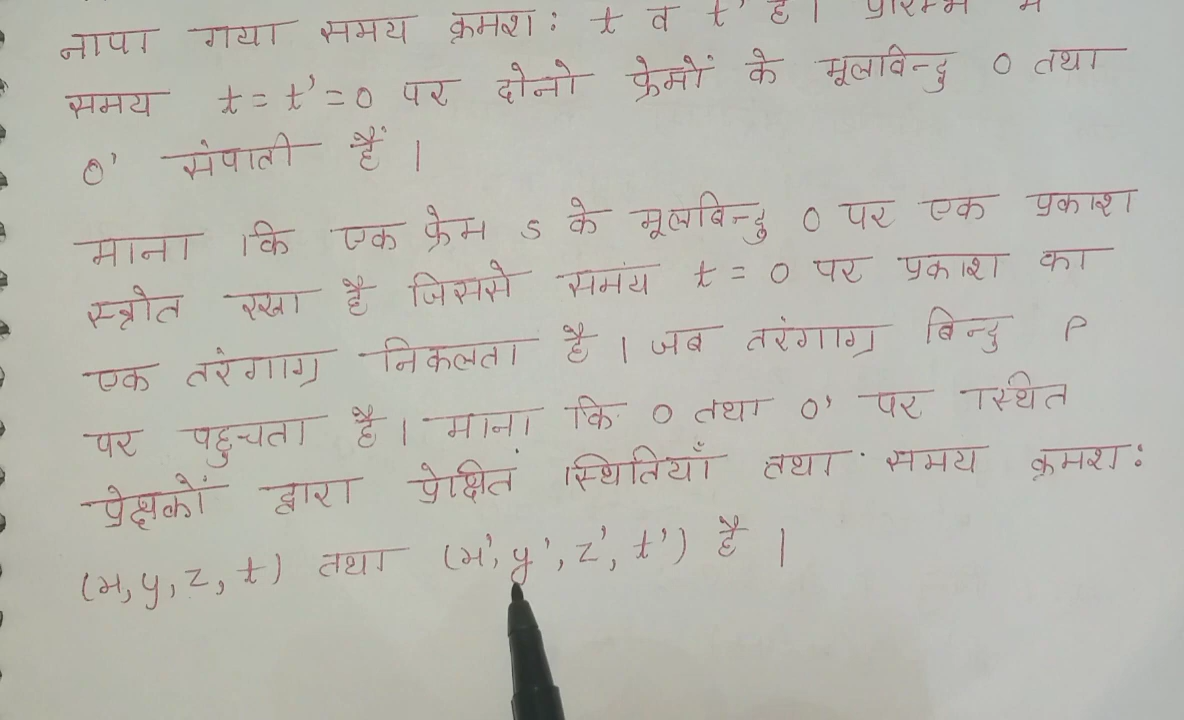 नापा गया समय क्रमश: t व t' है। प्रारम्भ में
समय t = t' = 0 पर दोनो फ्रेमों के मूलबिन्दु 0 तथा
0' संपाती हैं ।
माना कि एक फ्रेम S के मूलबिन्दु 0 पर एक प्रकाश
स्त्रोत रखा है जिससे समय t = 0 पर प्रकाश का
एक तरंगाग्र निकलता है । जब तरंगाग्र बिन्दु P
पर पहुचता है । माना कि 0 तथा 0' पर स्थित
प्रेक्षकों द्वारा प्रेक्षित स्थितियाँ तथा समय क्रमश:
(x, y, z, t) तथा (x', y', z', t') है ।